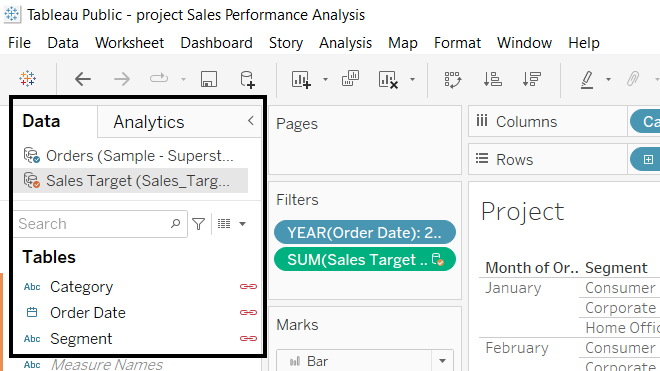 Tableau Public - project Sales Performance Analysis
File Data Worksheet Dashboard Story Analysis Map Format Window Help
Data Analytics
Orders (Sample - Superst...
Sales Target (Sales_Targ...
Search
Tables
Abc Category
Order Date
Abc Segment
Abc Measure Names
Pages
Filters
YEAR(Order Date): 2..
SUM(Sales Target ..
Marks
Bar
Columns Ca
Rows
Project
Month of Or.. Segment
January Consumer
Corporate
Home Offic
February Consumer
Corporate